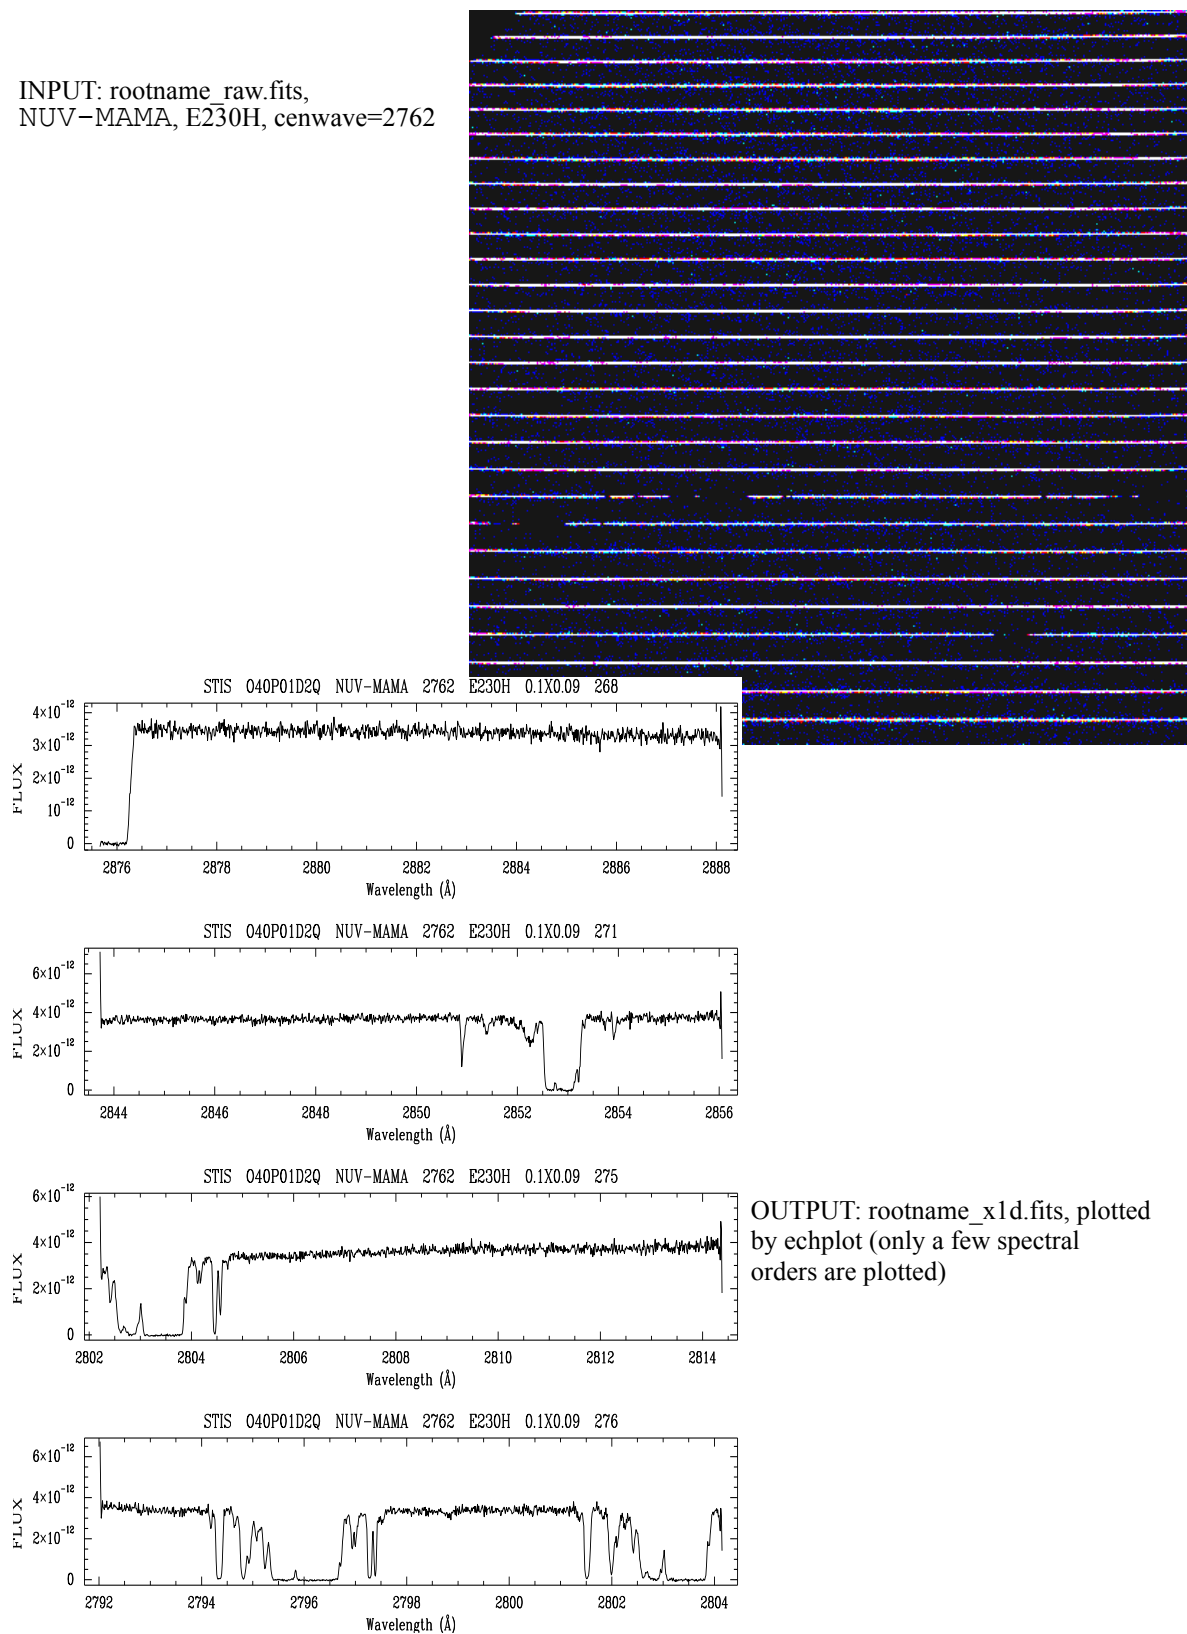 INPUT: rootname_raw.fits,
NUV-MAMA, E230H, cenwave=2762
STIS O40P01D2Q NUV-MAMA 2762 E230H 0.1X0.09 268
4×10⁻¹²
3×10⁻¹²
2×10⁻¹²
10⁻¹²
0
FLUX
2876 2878 2880 2882 2884 2886 2888
Wavelength (Å)
STIS O40P01D2Q NUV-MAMA 2762 E230H 0.1X0.09 271
6×10⁻¹²
4×10⁻¹²
2×10⁻¹²
0
FLUX
2844 2846 2848 2850 2852 2854 2856
Wavelength (Å)
STIS O40P01D2Q NUV-MAMA 2762 E230H 0.1X0.09 275
6×10⁻¹²
4×10⁻¹²
2×10⁻¹²
0
FLUX
2802 2804 2806 2808 2810 2812 2814
Wavelength (Å)
OUTPUT: rootname_x1d.fits, plotted
by echplot (only a few spectral
orders are plotted)
STIS O40P01D2Q NUV-MAMA 2762 E230H 0.1X0.09 276
6×10⁻¹²
4×10⁻¹²
2×10⁻¹²
0
FLUX
2792 2794 2796 2798 2800 2802 2804
Wavelength (Å)